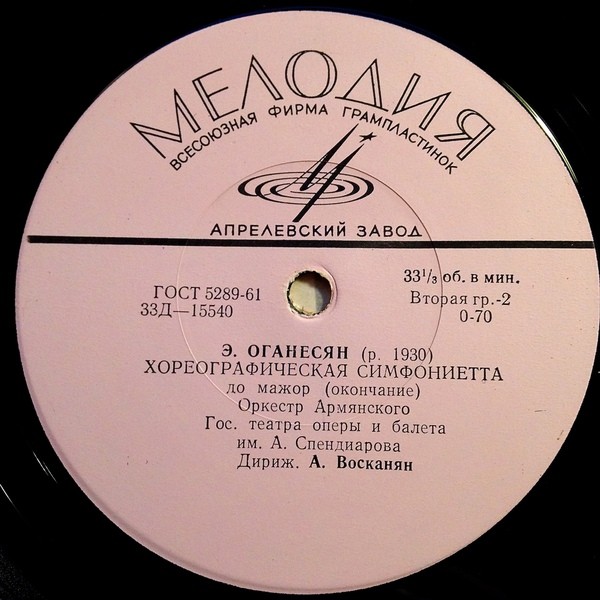 МЕЛОДИЯ
ВСЕСОЮЗНАЯ ФИРМА ГРАМПЛАСТИНОК
АПРЕЛЕВСКИЙ ЗАВОД
ГОСТ 5289-61
33Д—15540
33⅓ об. в мин.
Вторая гр.-2
0-70
Э. ОГАНЕСЯН (р. 1930)
ХОРЕОГРАФИЧЕСКАЯ СИМФОНИЕТТА
до мажор (окончание)
Оркестр Армянского
Гос. театра оперы и балета
им. А. Спендиарова
Дириж. А. Восканян